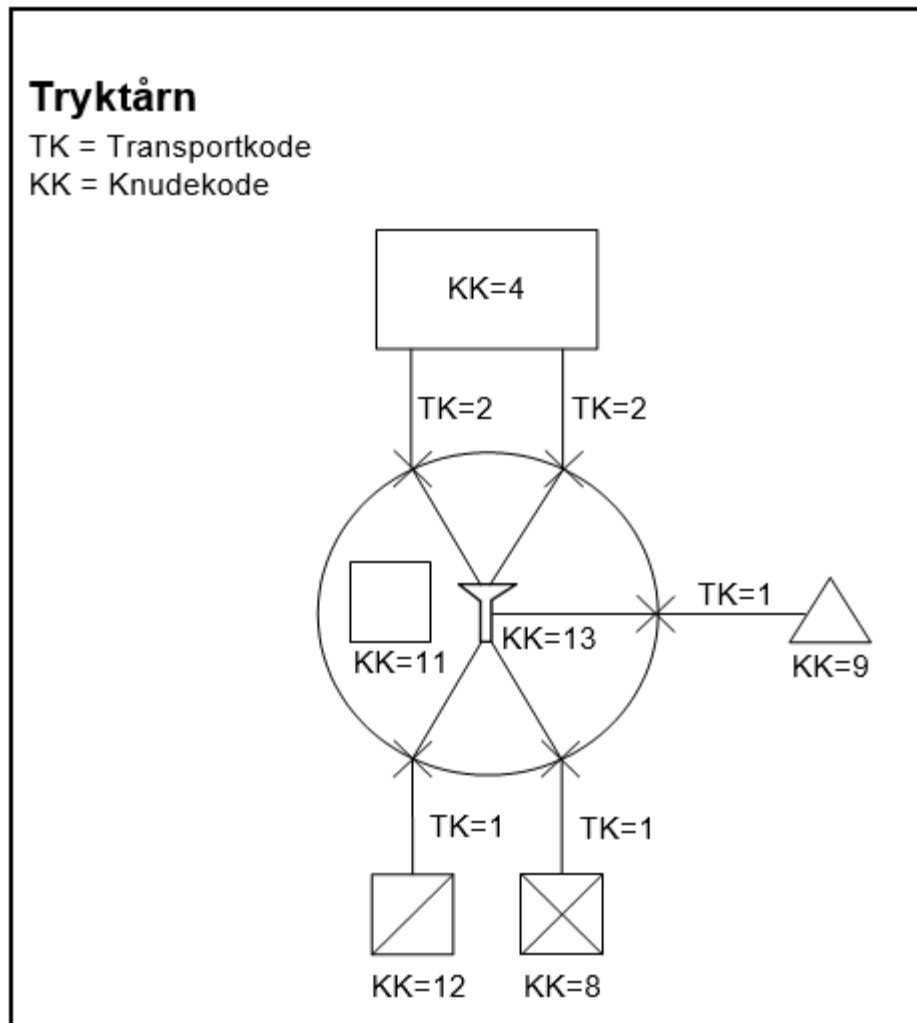 Tryktårn
TK = Transportkode
KK = Knudekode
KK=4
TK=2 TK=2
TK=1
KK=13
KK=11
KK=9
TK=1 TK=1
KK=12 KK=8